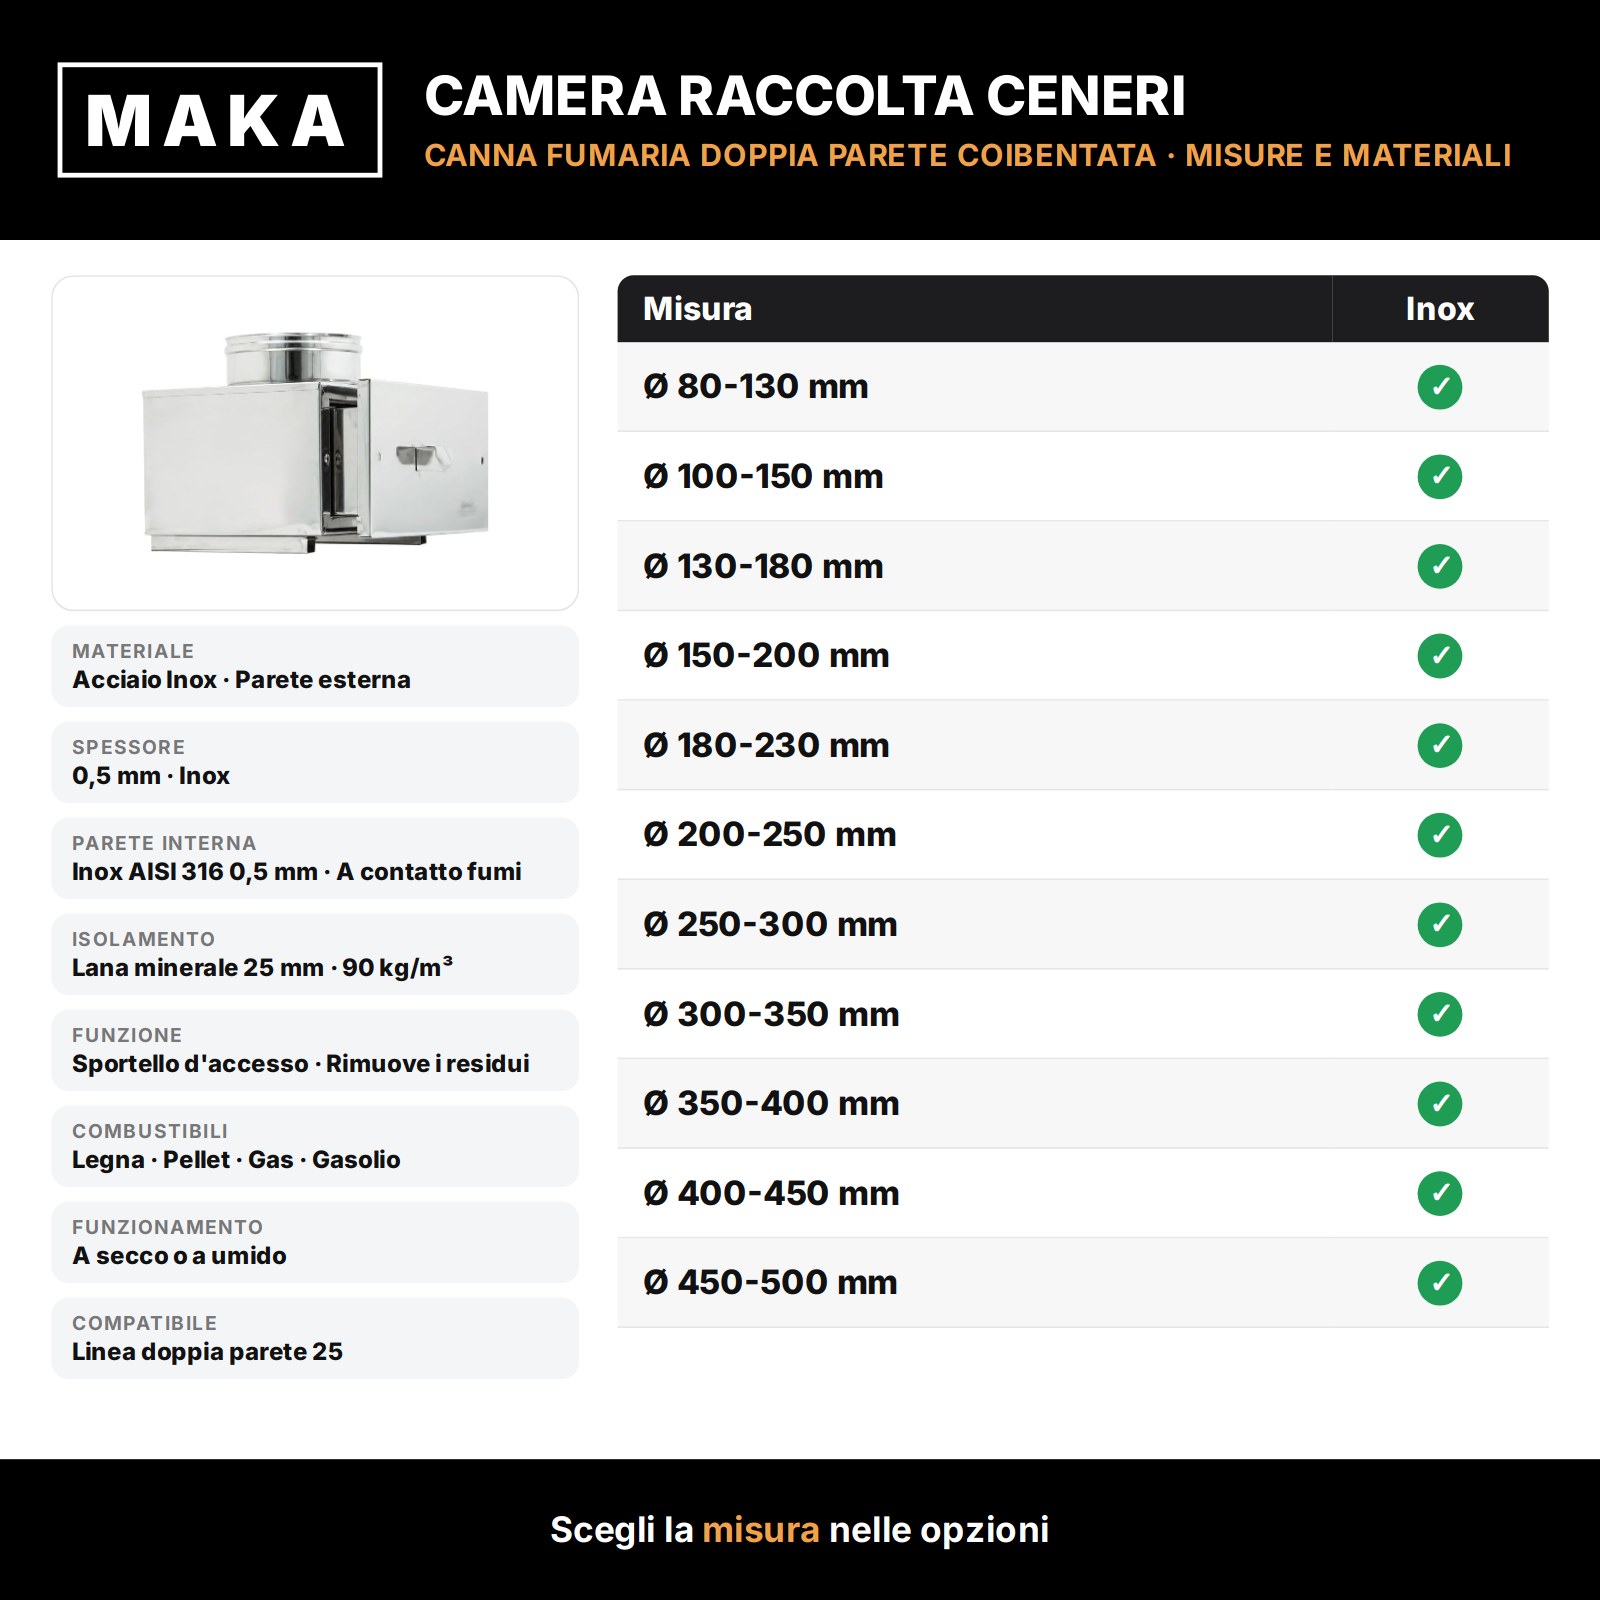 MAKA
CAMERA RACCOLTA CENERI
CANNA FUMARIA DOPPIA PARETE COIBENTATA · MISURE E MATERIALI
MATERIALE
Acciaio Inox · Parete esterna
SPESSORE
0,5 mm · Inox
PARETE INTERNA
Inox AISI 316 0,5 mm · A contatto fumi
ISOLAMENTO
Lana minerale 25 mm · 90 kg/m³
FUNZIONE
Sportello d'accesso · Rimuove i residui
COMBUSTIBILI
Legna · Pellet · Gas · Gasolio
FUNZIONAMENTO
A secco o a umido
COMPATIBILE
Linea doppia parete 25
Misura Inox
Ø 80-130 mm ✓
Ø 100-150 mm ✓
Ø 130-180 mm ✓
Ø 150-200 mm ✓
Ø 180-230 mm ✓
Ø 200-250 mm ✓
Ø 250-300 mm ✓
Ø 300-350 mm ✓
Ø 350-400 mm ✓
Ø 400-450 mm ✓
Ø 450-500 mm ✓
Scegli la misura nelle opzioni